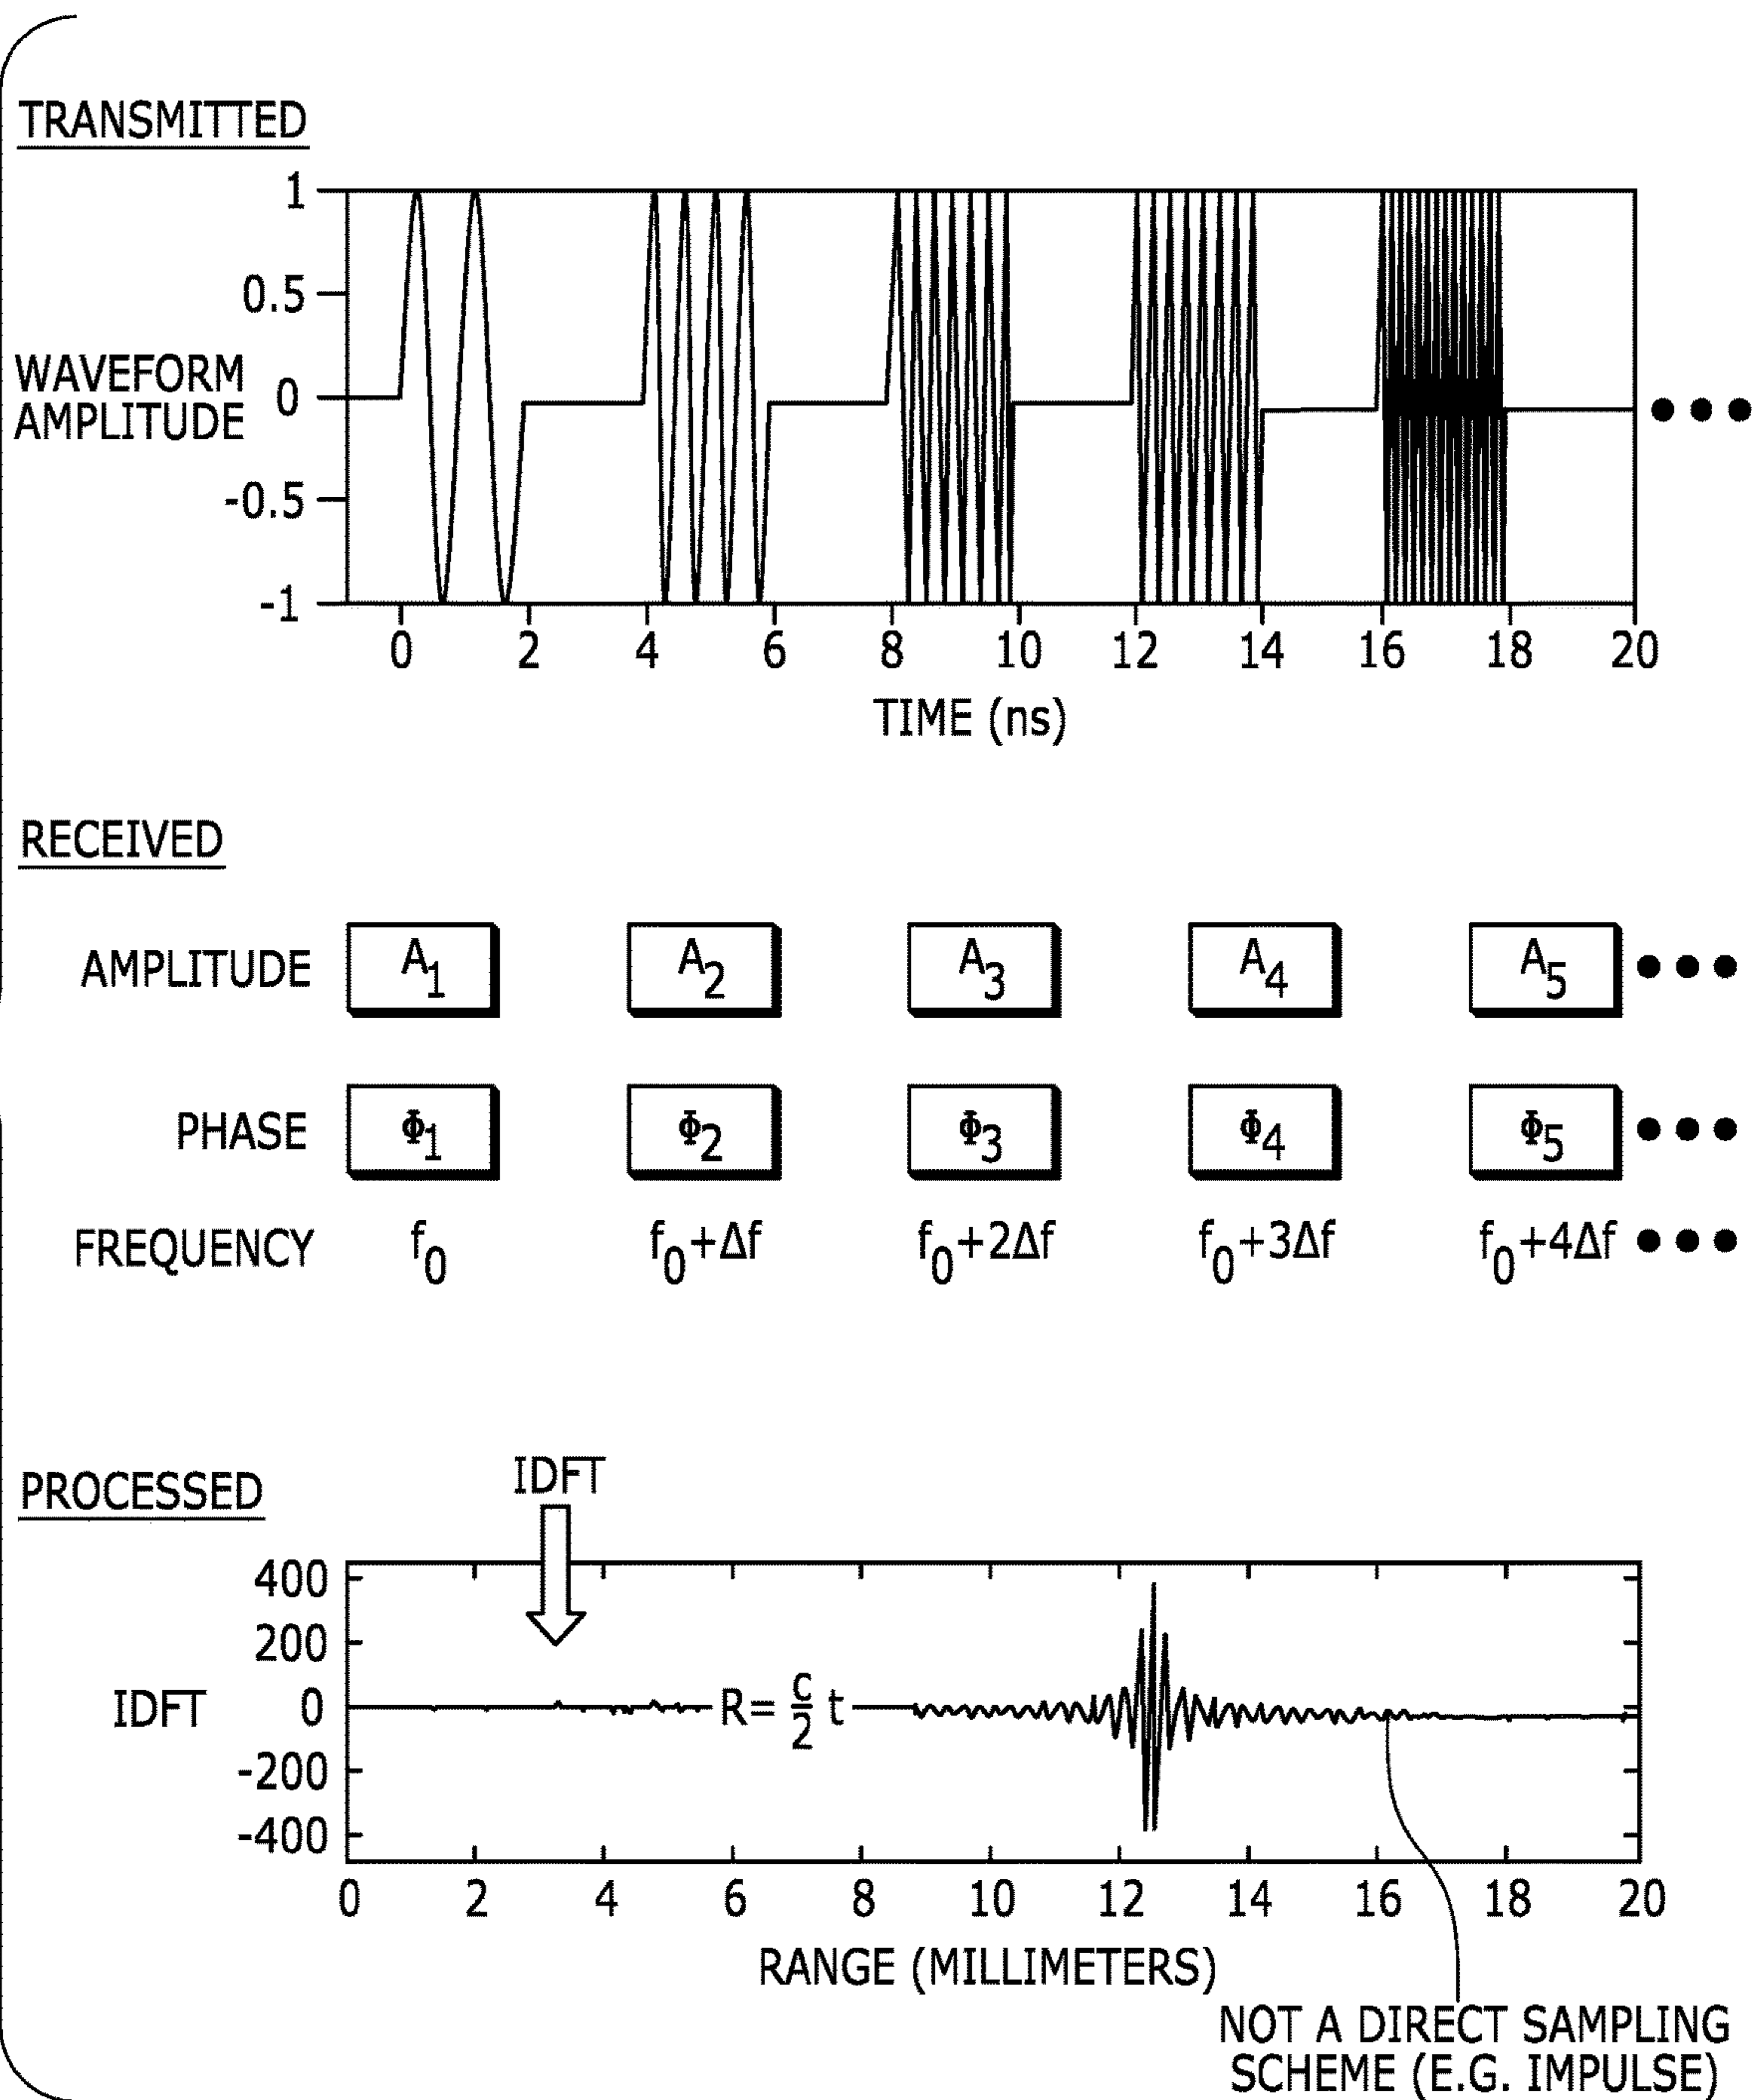 TRANSMITTED
1
0.5
WAVEFORM
AMPLITUDE
0
-0.5
-1
0 2 4 6 8 10 12 14 16 18 20
TIME (ns)
RECEIVED
AMPLITUDE A1 A2 A3 A4 A5
PHASE Φ1 Φ2 Φ3 Φ4 Φ5
FREQUENCY f0 f0+Δf f0+2Δf f0+3Δf f0+4Δf
PROCESSED
IDFT
400
200
IDFT 0 R= c/2 t
-200
-400
0 2 4 6 8 10 12 14 16 18 20
RANGE (MILLIMETERS)
NOT A DIRECT SAMPLING
SCHEME (E.G. IMPULSE)